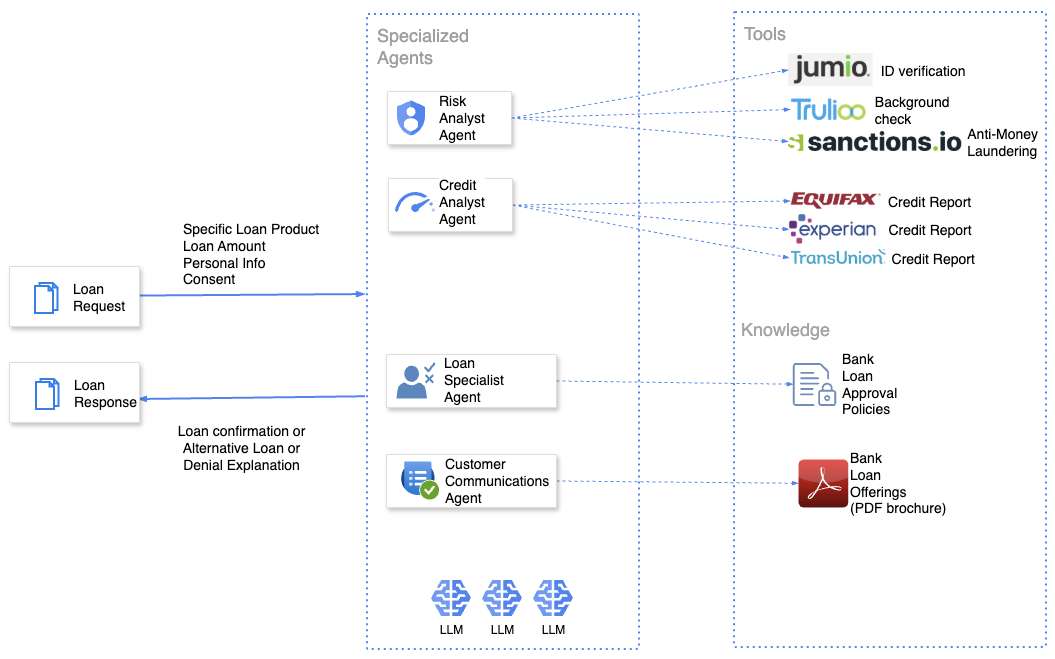 Specialized
Agents
Tools
jumio.
ID verification
Risk
Analyst
Agent
Trulioo
Background
check
sanctions.io
Anti-Money
Laundering
Credit
Analyst
Agent
EQUIFAX
Credit Report
experian
Credit Report
TransUnion
Credit Report
Specific Loan Product
Loan Amount
Personal Info
Consent
Loan
Request
Knowledge
Loan
Specialist
Agent
Bank
Loan
Approval
Policies
Loan
Response
Loan confirmation or
Alternative Loan or
Denial Explanation
Customer
Communications
Agent
Bank
Loan
Offerings
(PDF brochure)
LLM
LLM
LLM